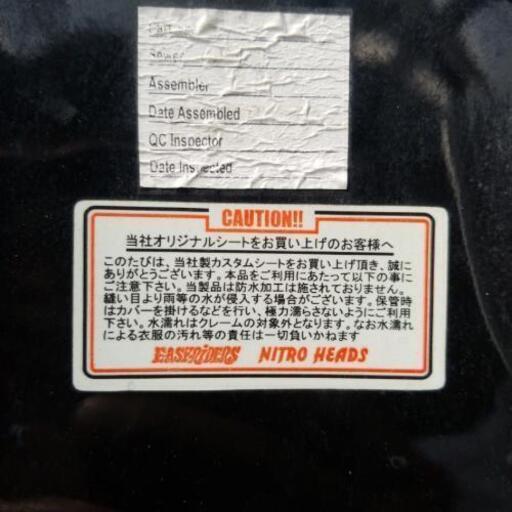 Part
Assembler
Date Assembled
QC Inspector
Date Inspected
CAUTION!!
当社オリジナルシートをお買い上げのお客様へ
このたびは、当社製カスタムシートをお買い上げ頂き、誠に
ありがとうございます。本品をご利用にあたって以下の事に
ご注意下さい。当製品は防水加工は施されておりません。
縫い目より雨等の水が侵入する場合がございます。保管時
はカバーを掛けるなどを行い、極力濡らさないようにご利用
下さい。水濡れはクレームの対象外となります。なお水濡れ
による衣服の汚れ等の責任は一切負いかねます
EASYRIDERS NITRO HEADS